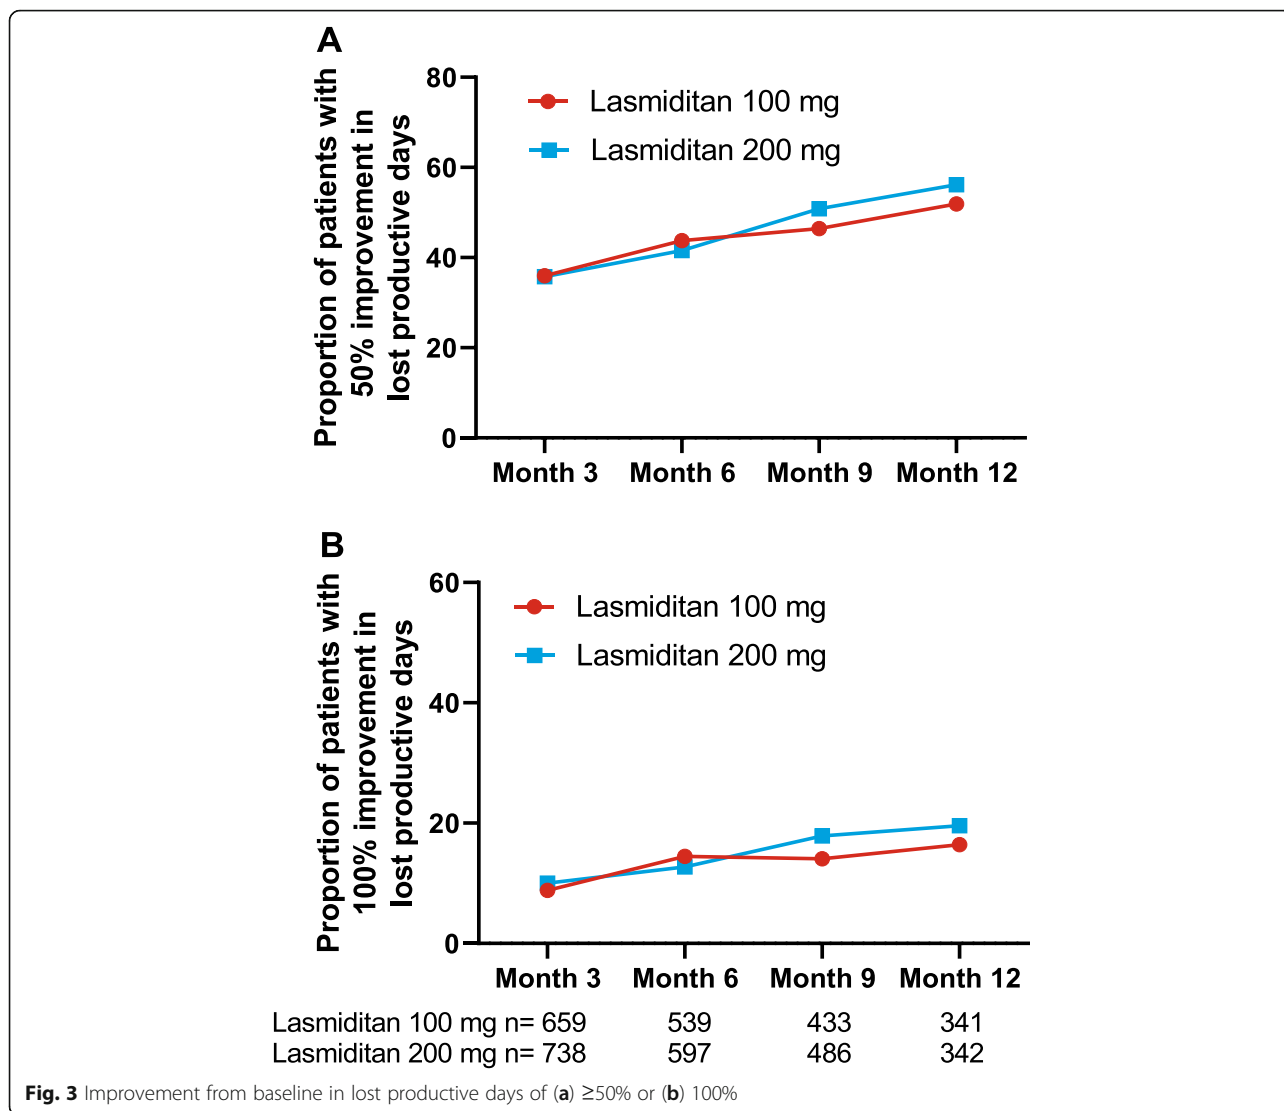 A
Proportion of patients with
50% improvement in
lost productive days
80
60
40
20
0
Lasmiditan 100 mg
Lasmiditan 200 mg
Month 3 Month 6 Month 9 Month 12
B
Proportion of patients with
100% improvement in
lost productive days
60
40
20
0
Lasmiditan 100 mg
Lasmiditan 200 mg
Month 3 Month 6 Month 9 Month 12
Lasmiditan 100 mg n= 659 539 433 341
Lasmiditan 200 mg n= 738 597 486 342
Fig. 3 Improvement from baseline in lost productive days of (a) ≥50% or (b) 100%